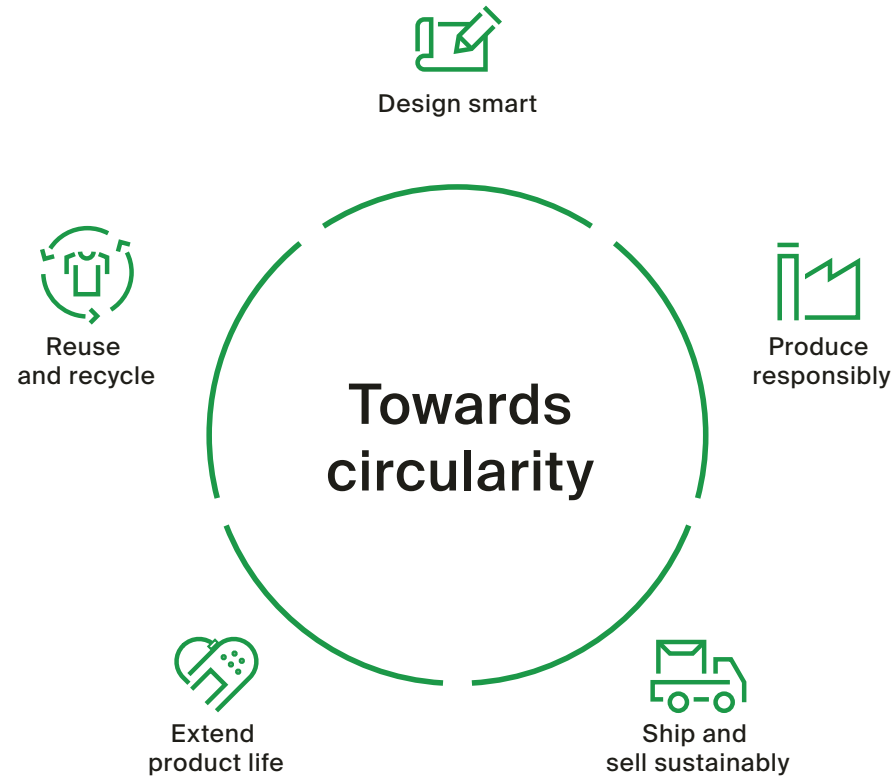 Design smart
Reuse
and recycle
Produce
responsibly
Towards
circularity
Extend
product life
Ship and
sell sustainably